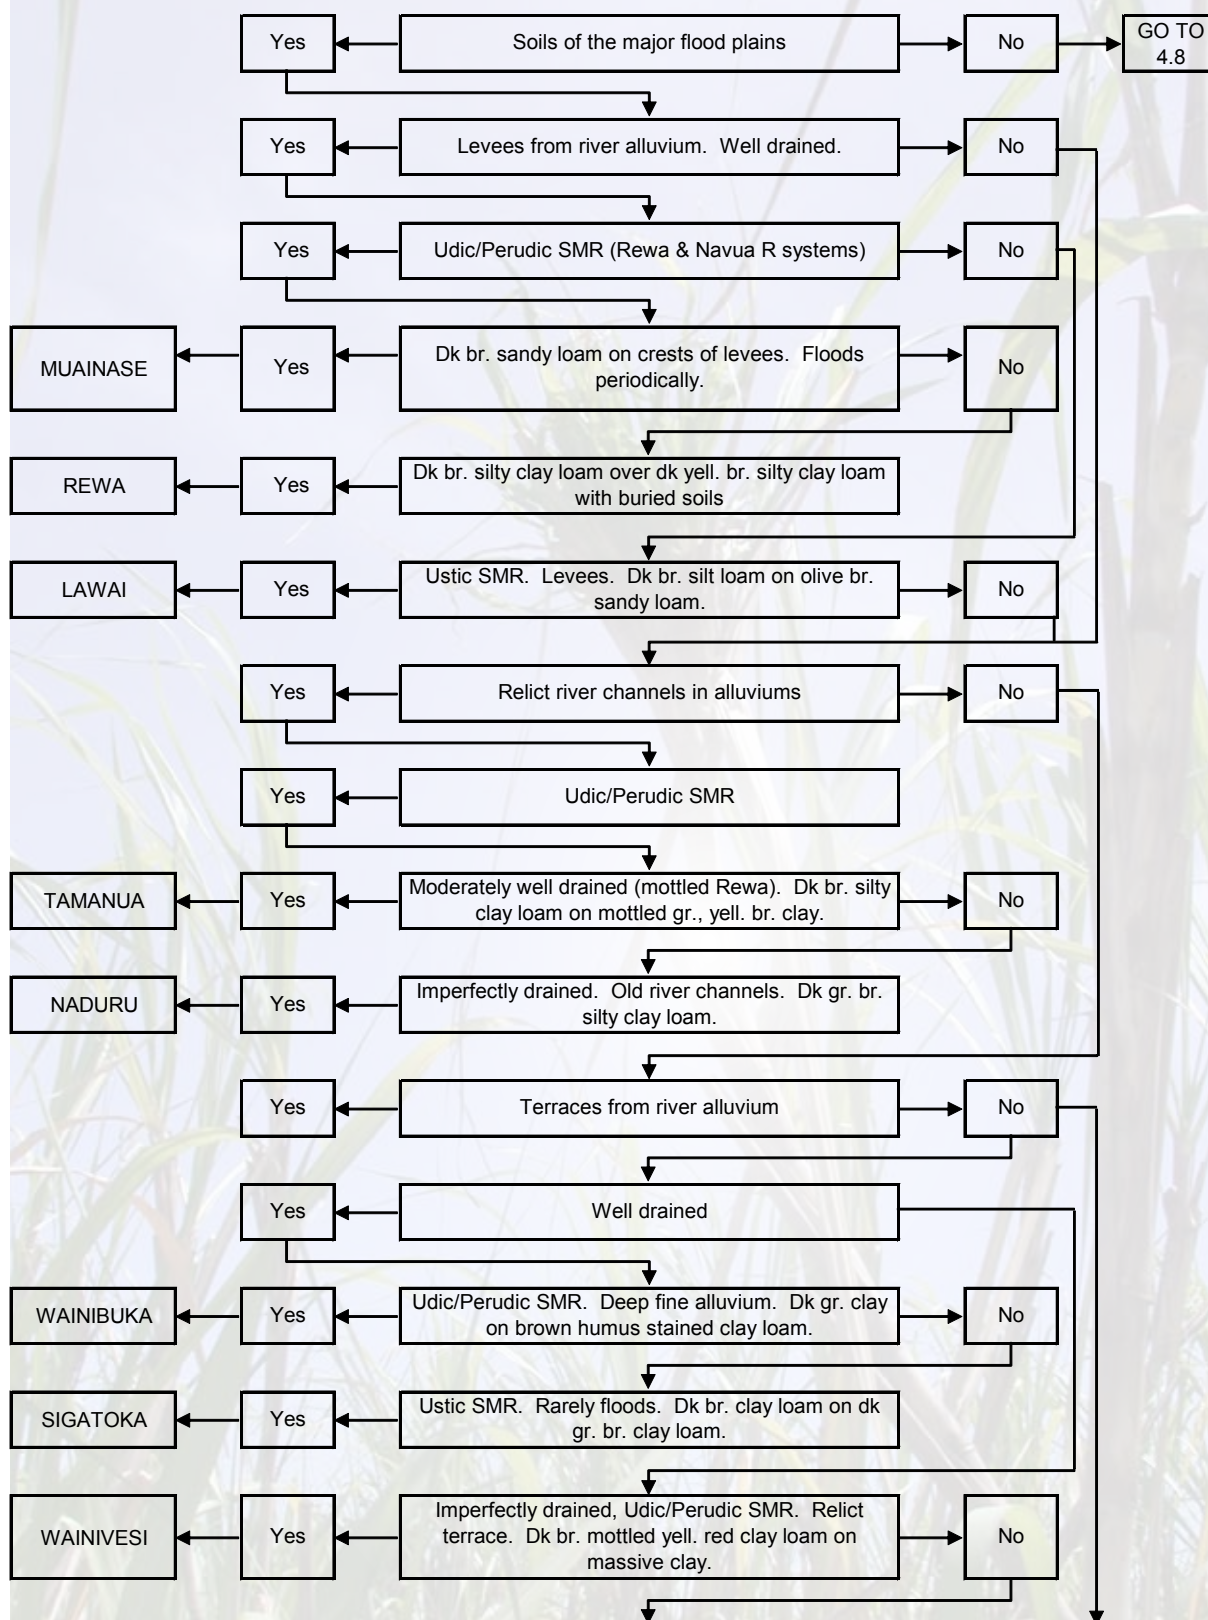 Yes
Soils of the major flood plains
No
GO TO
4.8
Yes
Levees from river alluvium. Well drained.
No
Yes
Udic/Perudic SMR (Rewa & Navua R systems)
No
MUAINASE
Yes
Dk br. sandy loam on crests of levees. Floods
periodically.
No
REWA
Yes
Dk br. silty clay loam over dk yell. br. silty clay loam
with buried soils
LAWAI
Yes
Ustic SMR. Levees. Dk br. silt loam on olive br.
sandy loam.
No
Yes
Relict river channels in alluviums
No
Yes
Udic/Perudic SMR
TAMANUA
Yes
Moderately well drained (mottled Rewa). Dk br. silty
clay loam on mottled gr., yell. br. clay.
No
NADURU
Yes
Imperfectly drained. Old river channels. Dk gr. br.
silty clay loam.
Yes
Terraces from river alluvium
No
Yes
Well drained
WAINIBUKA
Yes
Udic/Perudic SMR. Deep fine alluvium. Dk gr. clay
on brown humus stained clay loam.
No
SIGATOKA
Yes
Ustic SMR. Rarely floods. Dk br. clay loam on dk
gr. br. clay loam.
WAINIVESI
Yes
Imperfectly drained, Udic/Perudic SMR. Relict
terrace. Dk br. mottled yell. red clay loam on
massive clay.
No